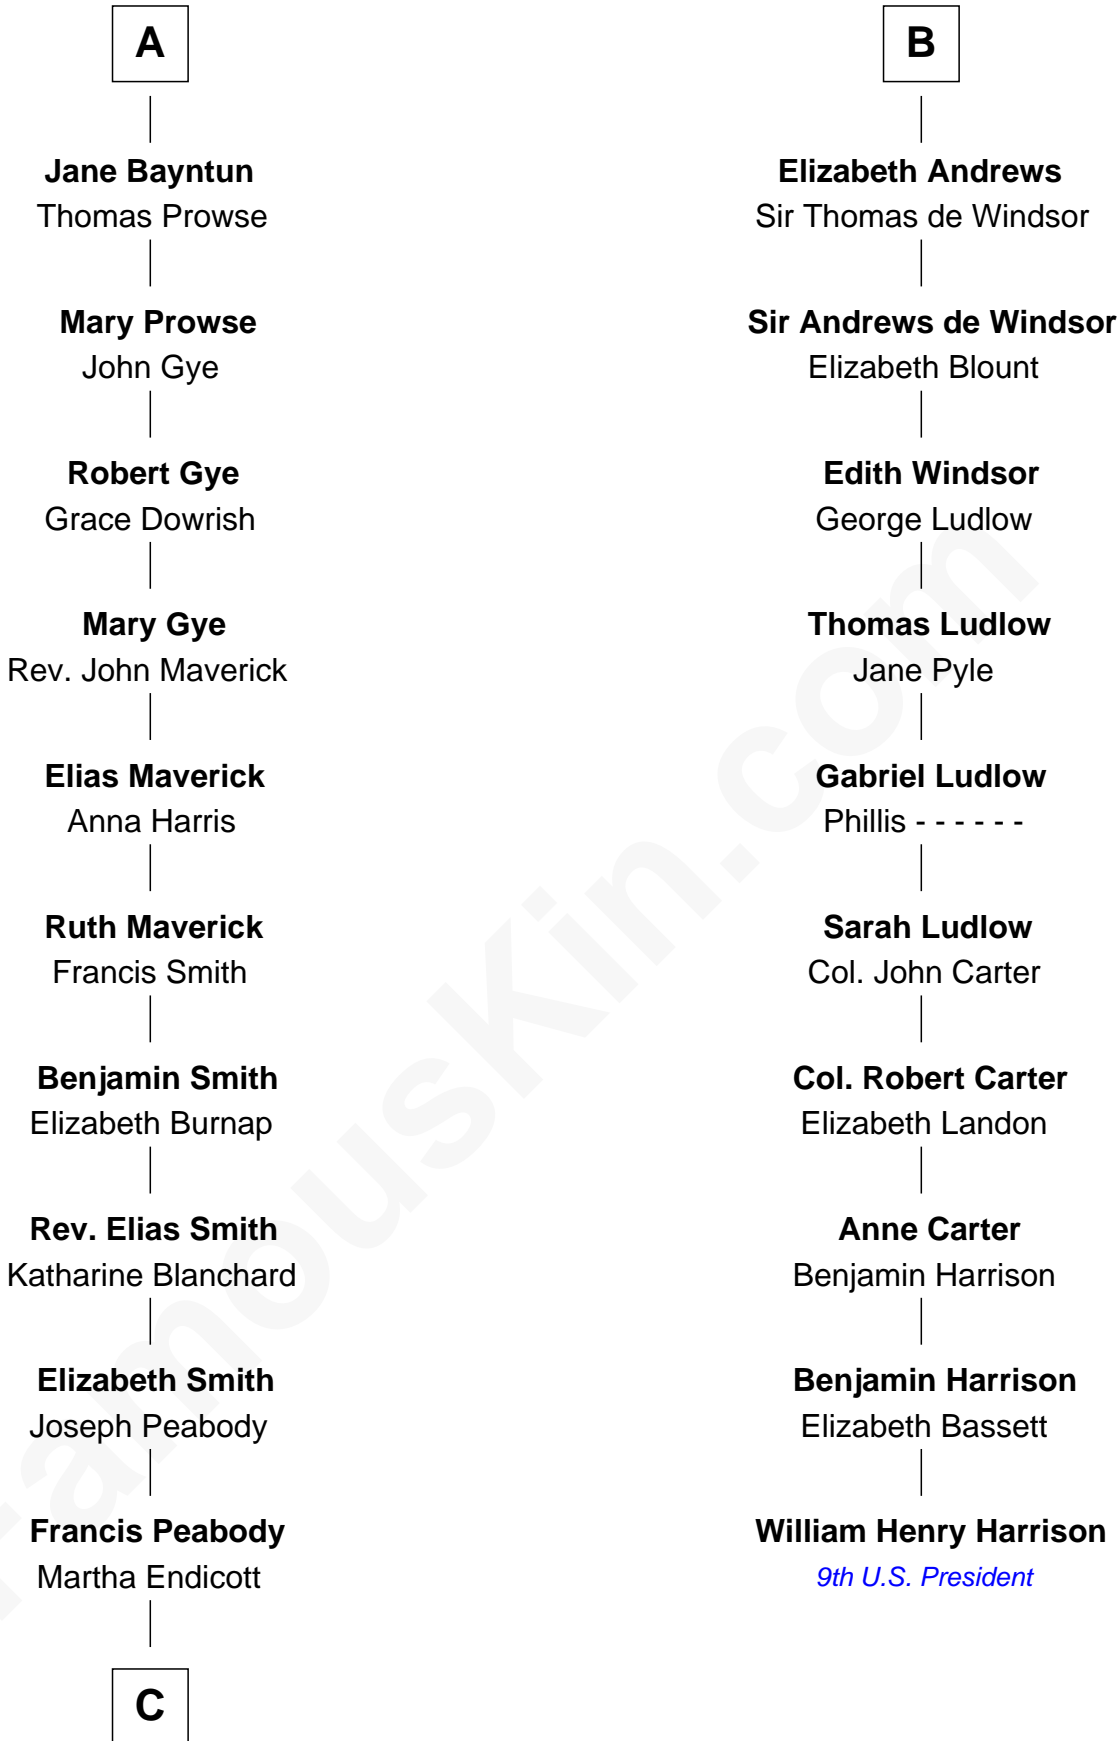 A
Jane Bayntun
Thomas Prowse
Mary Prowse
John Gye
Robert Gye
Grace Dowrish
Mary Gye
Rev. John Maverick
Elias Maverick
Anna Harris
Ruth Maverick
Francis Smith
Benjamin Smith
Elizabeth Burnap
Rev. Elias Smith
Katharine Blanchard
Elizabeth Smith
Joseph Peabody
Francis Peabody
Martha Endicott
C
B
Elizabeth Andrews
Sir Thomas de Windsor
Sir Andrews de Windsor
Elizabeth Blount
Edith Windsor
George Ludlow
Thomas Ludlow
Jane Pyle
Gabriel Ludlow
Phillis - - - - - -
Sarah Ludlow
Col. John Carter
Col. Robert Carter
Elizabeth Landon
Anne Carter
Benjamin Harrison
Benjamin Harrison
Elizabeth Bassett
William Henry Harrison
9th U.S. President
FamousKin.com